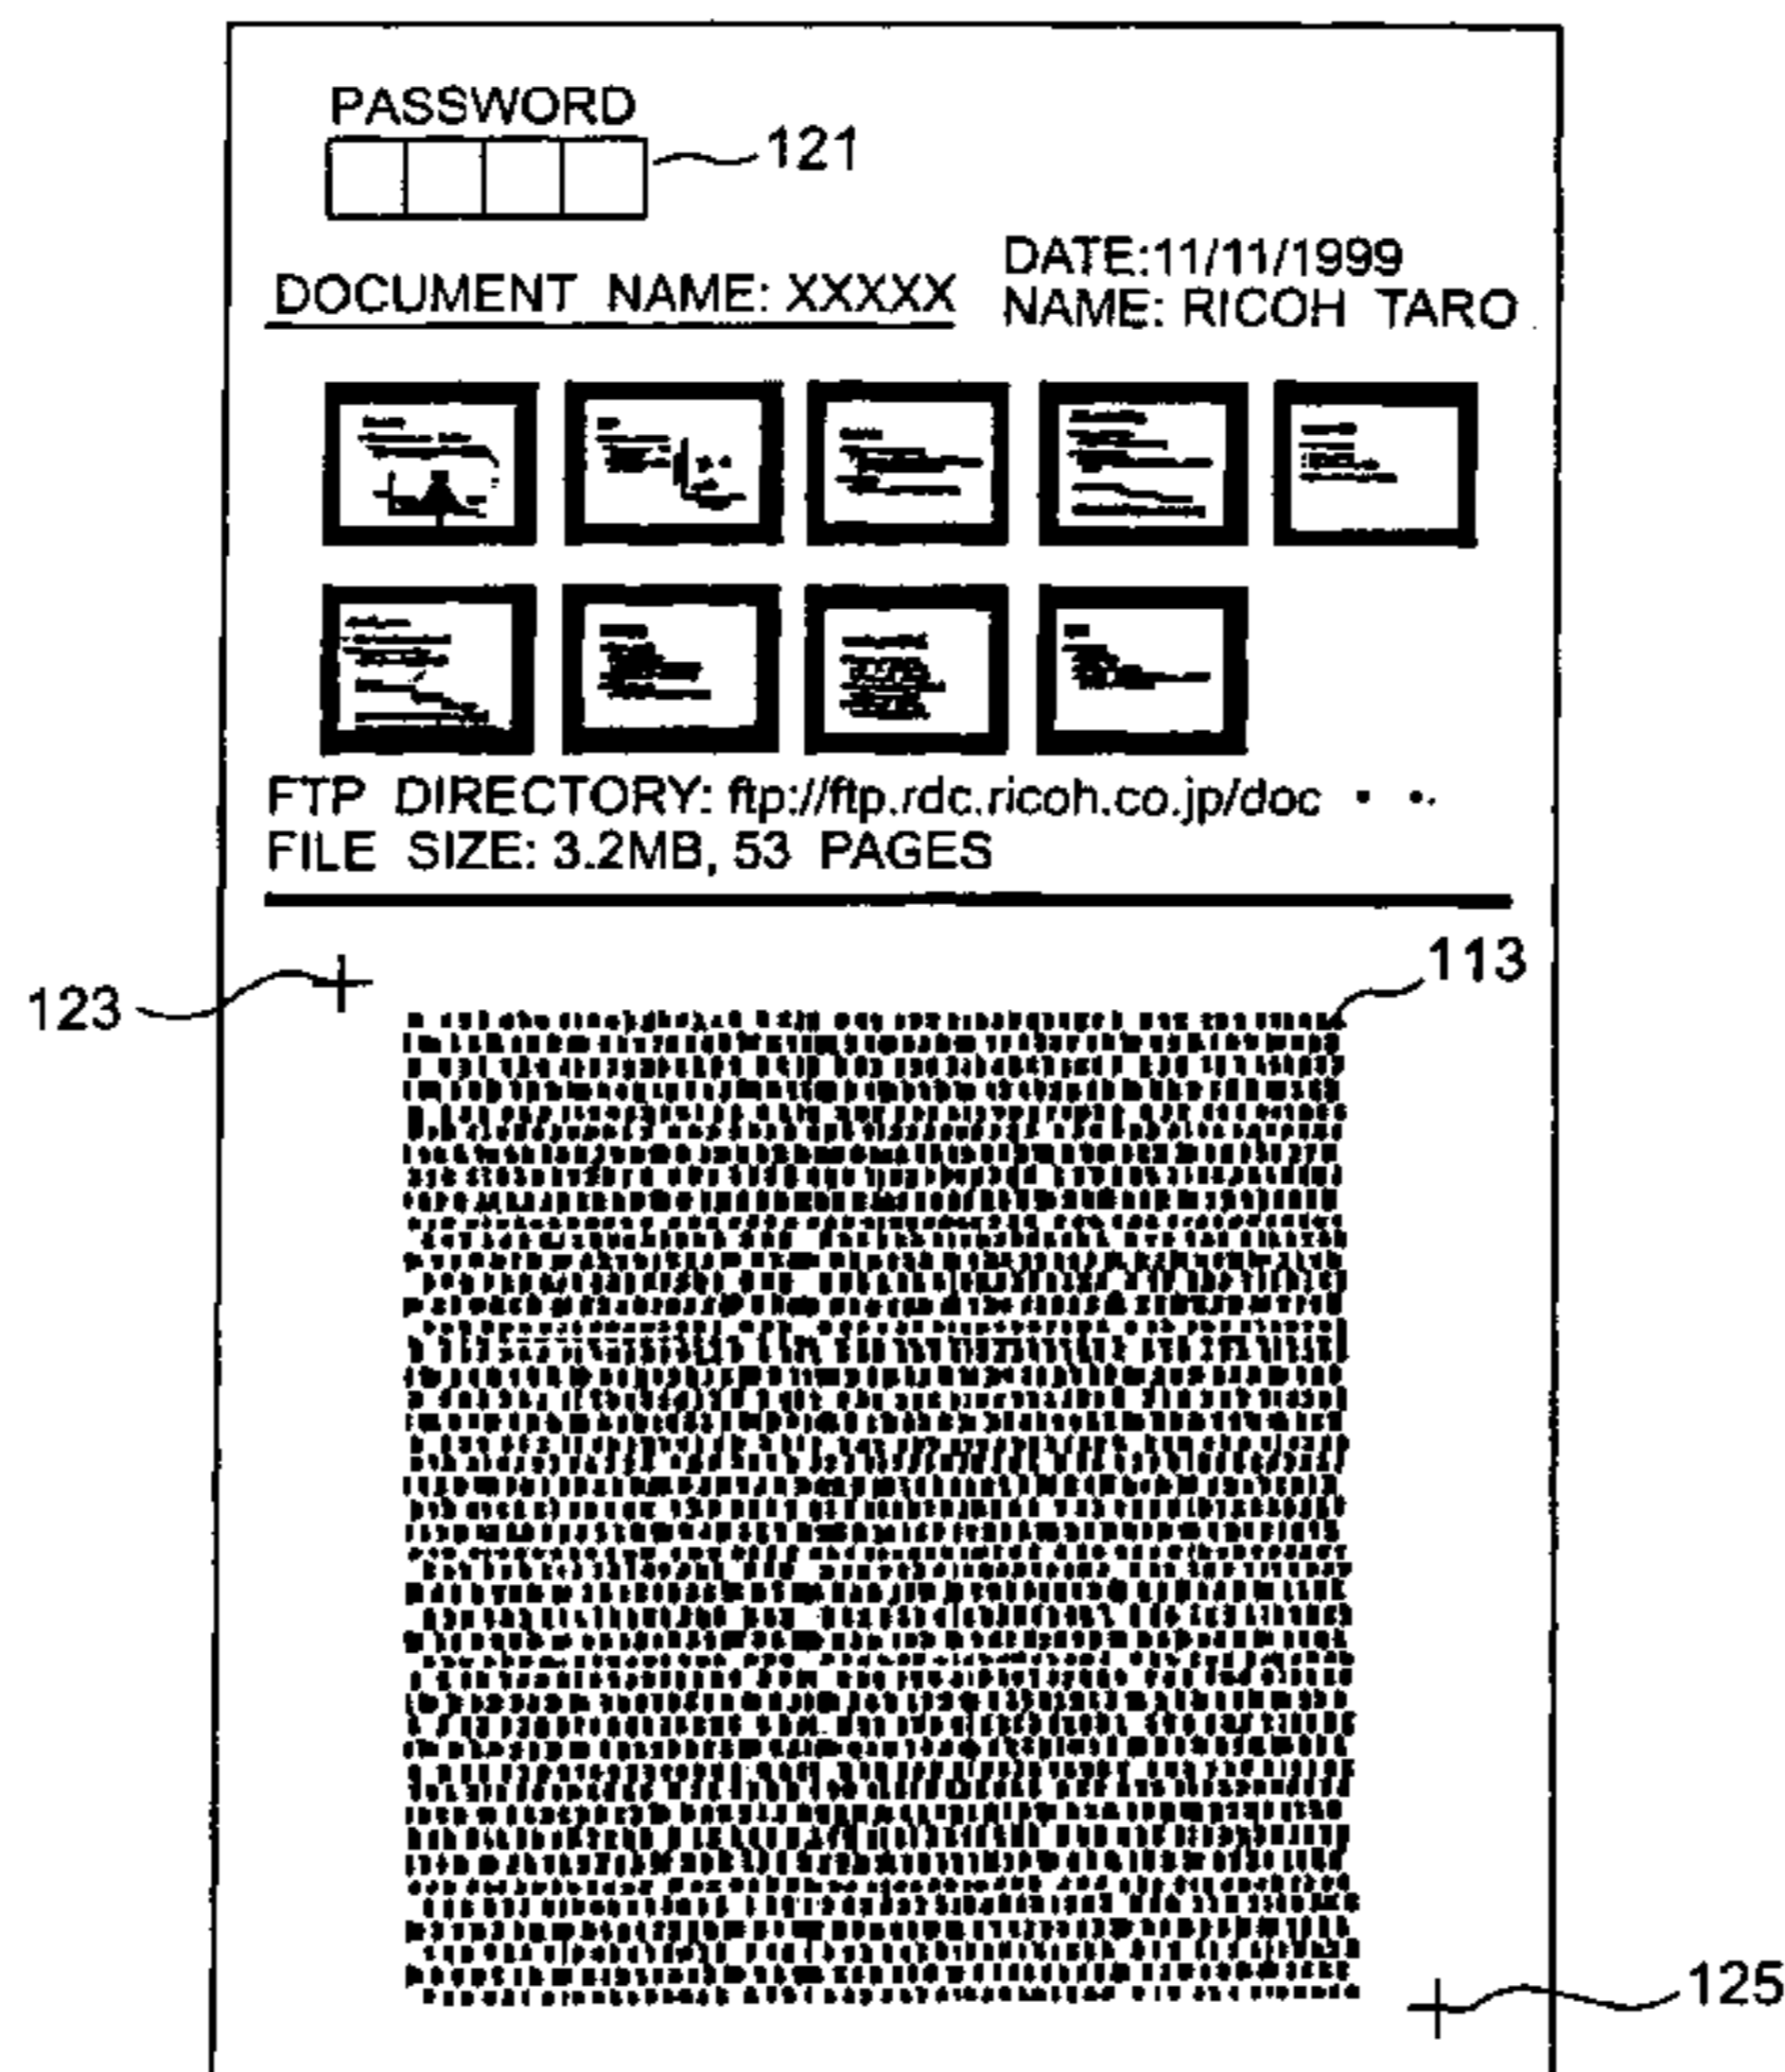 PASSWORD
121
DATE:11/11/1999
DOCUMENT NAME: XXXXX
NAME: RICOH TARO
FTP DIRECTORY: ftp://ftp.rdc.ricoh.co.jp/doc • •.
FILE SIZE: 3.2MB, 53 PAGES
113
123
125